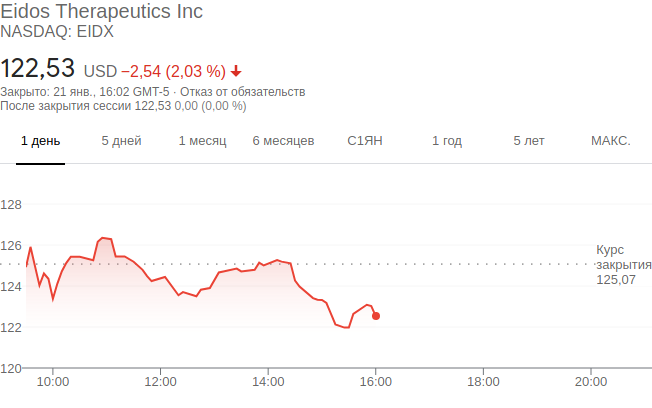 Eidos Therapeutics Inc
NASDAQ: EIDX
122,53 USD −2,54 (2,03 %)
Закрыто: 21 янв., 16:02 GMT-5 · Отказ от обязательств
После закрытия сессии 122,53 0,00 (0,00 %)
1 день 5 дней 1 месяц 6 месяцев С1ЯН 1 год 5 лет МАКС.
128
126
Курс
закрытия
125,07
124
122
120
10:00 12:00 14:00 16:00 18:00 20:00